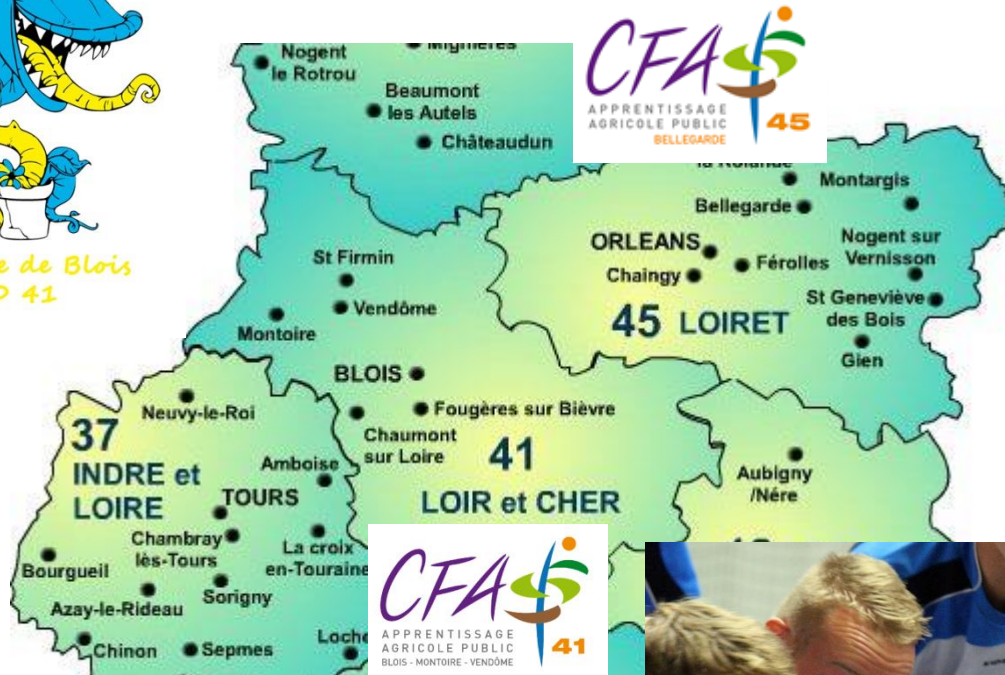 Nogent
le Rotrou
Mignières
Beaumont
les Autels
Châteaudun
CFA
APPRENTISSAGE
AGRICOLE PUBLIC
BELLEGARDE
45
la Rolande
Montargis
Bellegarde
ORLEANS
Chaingy
Férolles
Nogent sur
Vernisson
St Geneviève
des Bois
Gien
45 LOIRET
e de Blois
41
St Firmin
Vendôme
Montoire
BLOIS
Fougères sur Bièvre
Chaumont
sur Loire
41
LOIR et CHER
Neuvy-le-Roi
37
INDRE et
LOIRE
Amboise
TOURS
Chambray
lès-Tours
La croix
en-Touraine
Bourgueil
Azay-le-Rideau
Sorigny
Chinon
Sepmes
Loche
Aubigny
/Nére
CFA
APPRENTISSAGE
AGRICOLE PUBLIC
BLOIS - MONTOIRE - VENDÔME
41